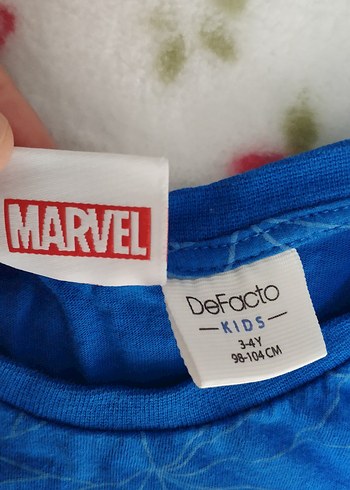 MARVEL
DeFacto
KIDS
3-4Y
98-104 CM